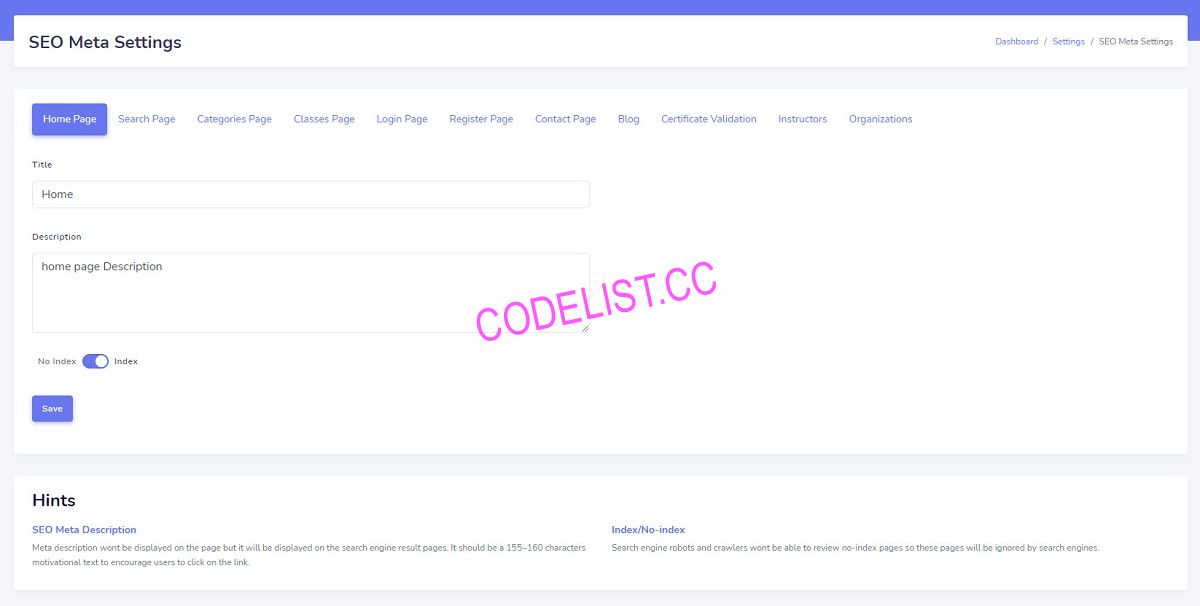 SEO Meta Settings
Dashboard / Settings / SEO Meta Settings
Home Page Search Page Categories Page Classes Page Login Page Register Page Contact Page Blog Certificate Validation Instructors Organizations
Title
Home
Description
home page Description
CODELIST.CC
No Index Index
Save
Hints
SEO Meta Description
Meta description wont be displayed on the page but it will be displayed on the search engine result pages. It should be a 155~160 characters
motivational text to encourage users to click on the link.
Index/No-index
Search engine robots and crawlers wont be able to review no-index pages so these pages will be ignored by search engines.